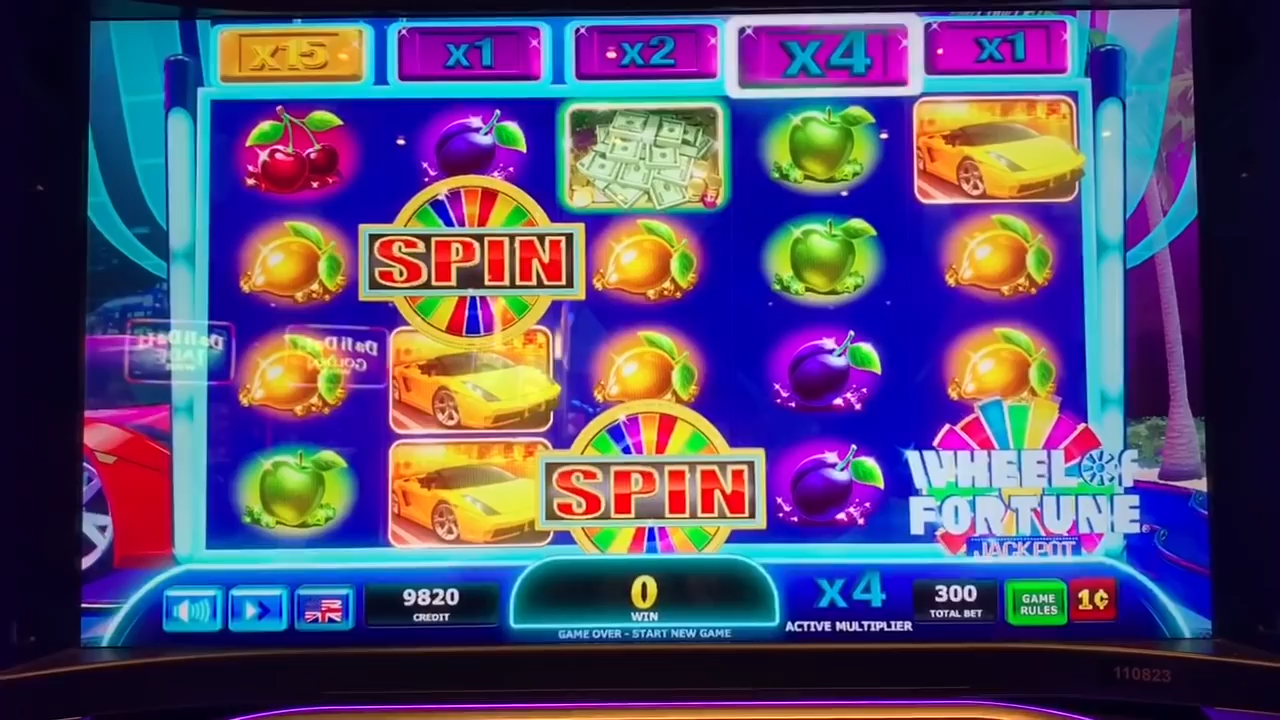 x15 x1 x2 x4 x1
SPIN
SPIN
WHEEL of
FORTUNE
JACKPOT
9820
CREDIT
0
WIN
GAME OVER - START NEW GAME
x4
ACTIVE MULTIPLIER
300
TOTAL BET
GAME
RULES
1¢
110823